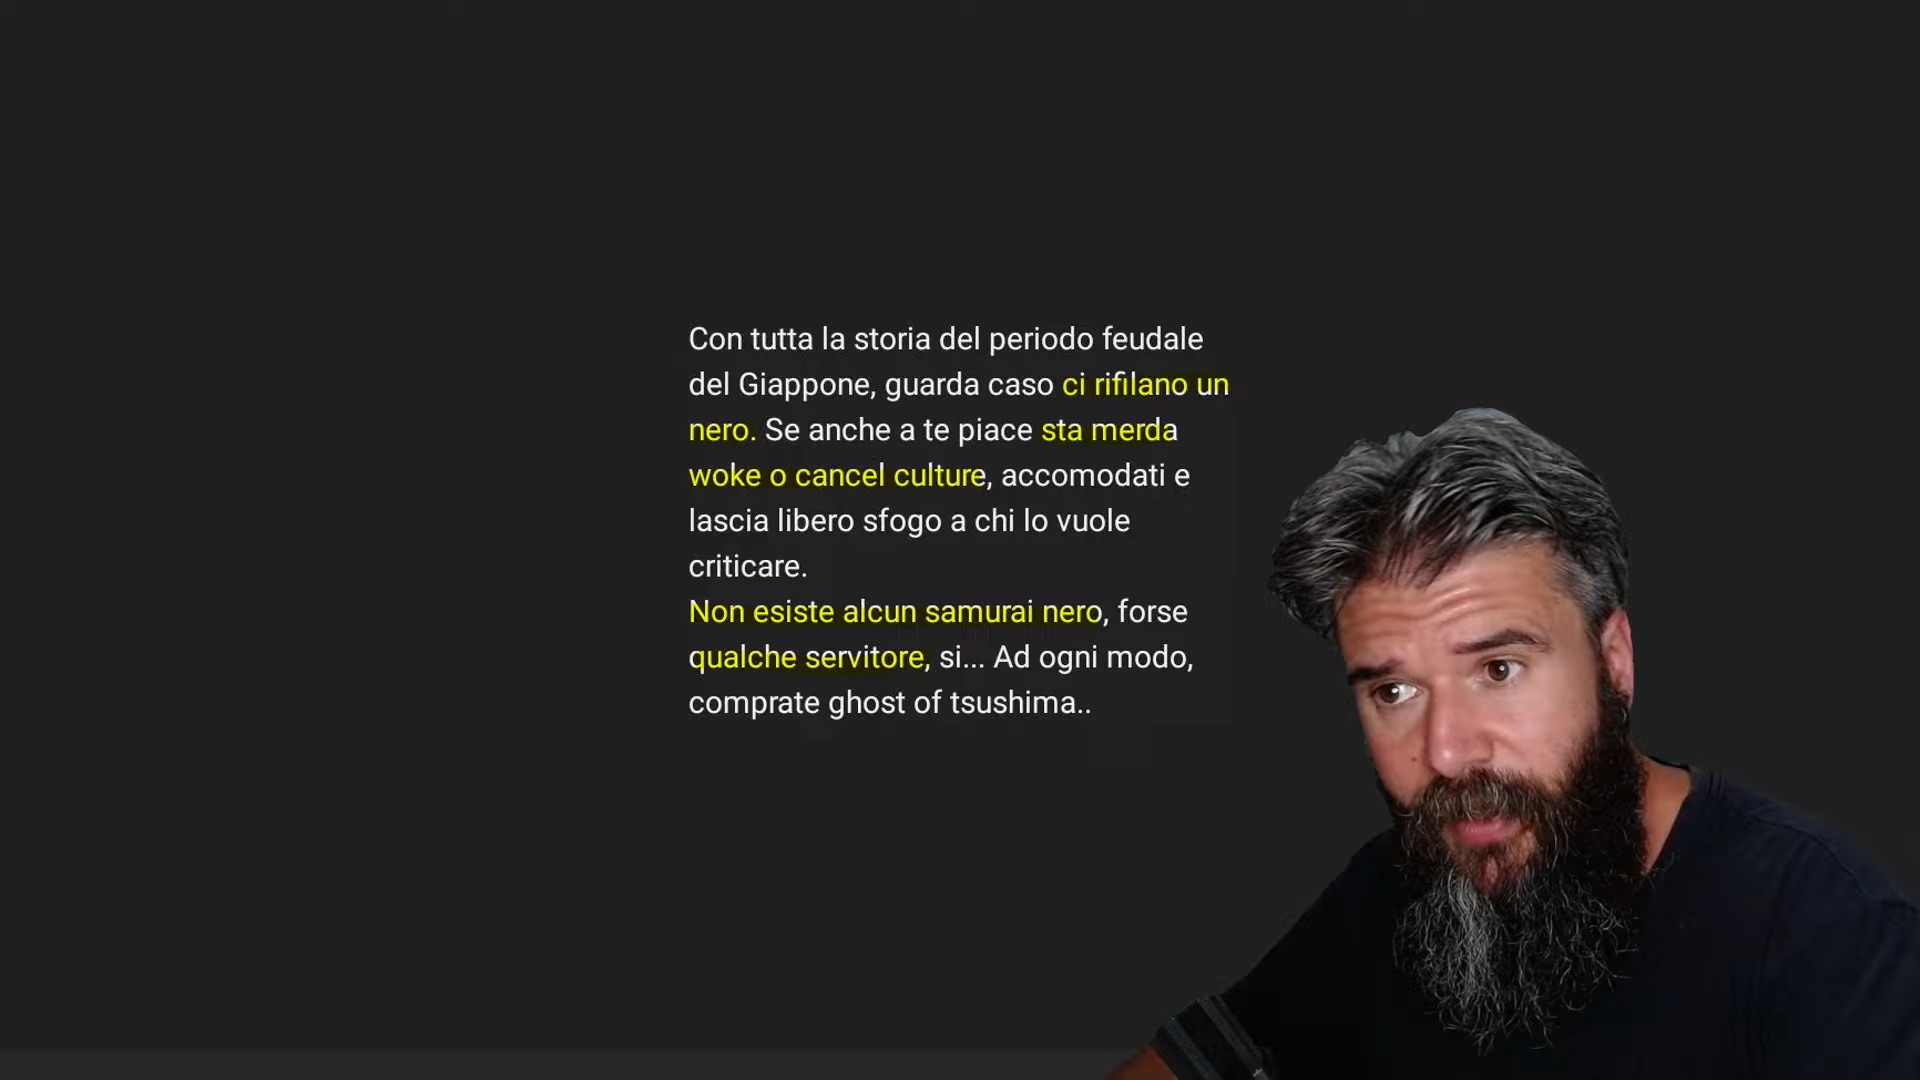 Con tutta la storia del periodo feudale
del Giappone, guarda caso ci rifilano un
nero. Se anche a te piace sta merda
woke o cancel culture, accomodati e
lascia libero sfogo a chi lo vuole
criticare.
Non esiste alcun samurai nero, forse
qualche servitore, si... Ad ogni modo,
comprate ghost of tsushima..